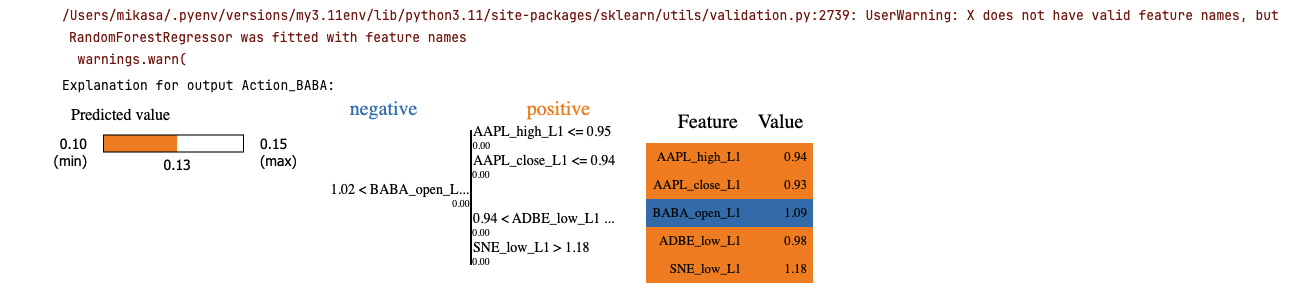 /Users/mikasa/.pyenv/versions/my3.11env/lib/python3.11/site-packages/sklearn/utils/validation.py:2739: UserWarning: X does not have valid feature names, but
RandomForestRegressor was fitted with feature names
warnings.warn(
Explanation for output Action_BABA:
Predicted value
0.10
(min)
0.13
0.15
(max)
negative
positive
AAPL_high_L1 <= 0.95
0.00
AAPL_close_L1 <= 0.94
0.00
1.02 < BABA_open_L...
0.00
0.94 < ADBE_low_L1 ...
0.00
SNE_low_L1 > 1.18
0.00
Feature Value
AAPL_high_L1 0.94
AAPL_close_L1 0.93
BABA_open_L1 1.09
ADBE_low_L1 0.98
SNE_low_L1 1.18